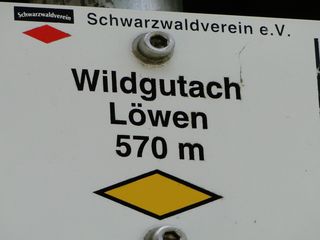 Schwarzwaldverein
Schwarzwaldverein e.V.
Wildgutach
Löwen
570 m